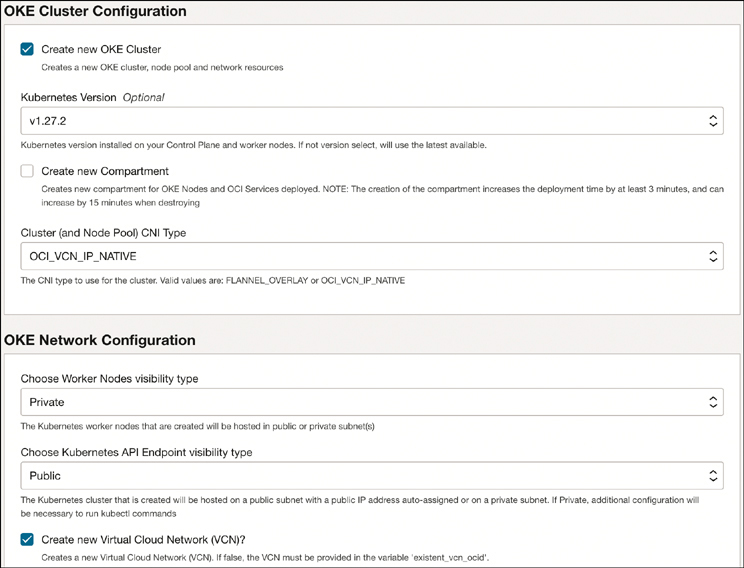 OKE Cluster Configuration
Create new OKE Cluster
Creates a new OKE cluster, node pool and network resources
Kubernetes Version Optional
v1.27.2
Kubernetes version installed on your Control Plane and worker nodes. If not version select, will use the latest available.
Create new Compartment
Creates new compartment for OKE Nodes and OCI Services deployed. NOTE: The creation of the compartment increases the deployment time by at least 3 minutes, and can
increase by 15 minutes when destroying
Cluster (and Node Pool) CNI Type
OCI_VCN_IP_NATIVE
The CNI type to use for the cluster. Valid values are: FLANNEL_OVERLAY or OCI_VCN_IP_NATIVE
OKE Network Configuration
Choose Worker Nodes visibility type
Private
The Kubernetes worker nodes that are created will be hosted in public or private subnet(s)
Choose Kubernetes API Endpoint visibility type
Public
The Kubernetes cluster that is created will be hosted on a public subnet with a public IP address auto-assigned or on a private subnet. If Private, additional configuration will
be necessary to run kubectl commands
Create new Virtual Cloud Network (VCN)?
Creates a new Virtual Cloud Network (VCN). If false, the VCN must be provided in the variable 'existent_vcn_ocid'.